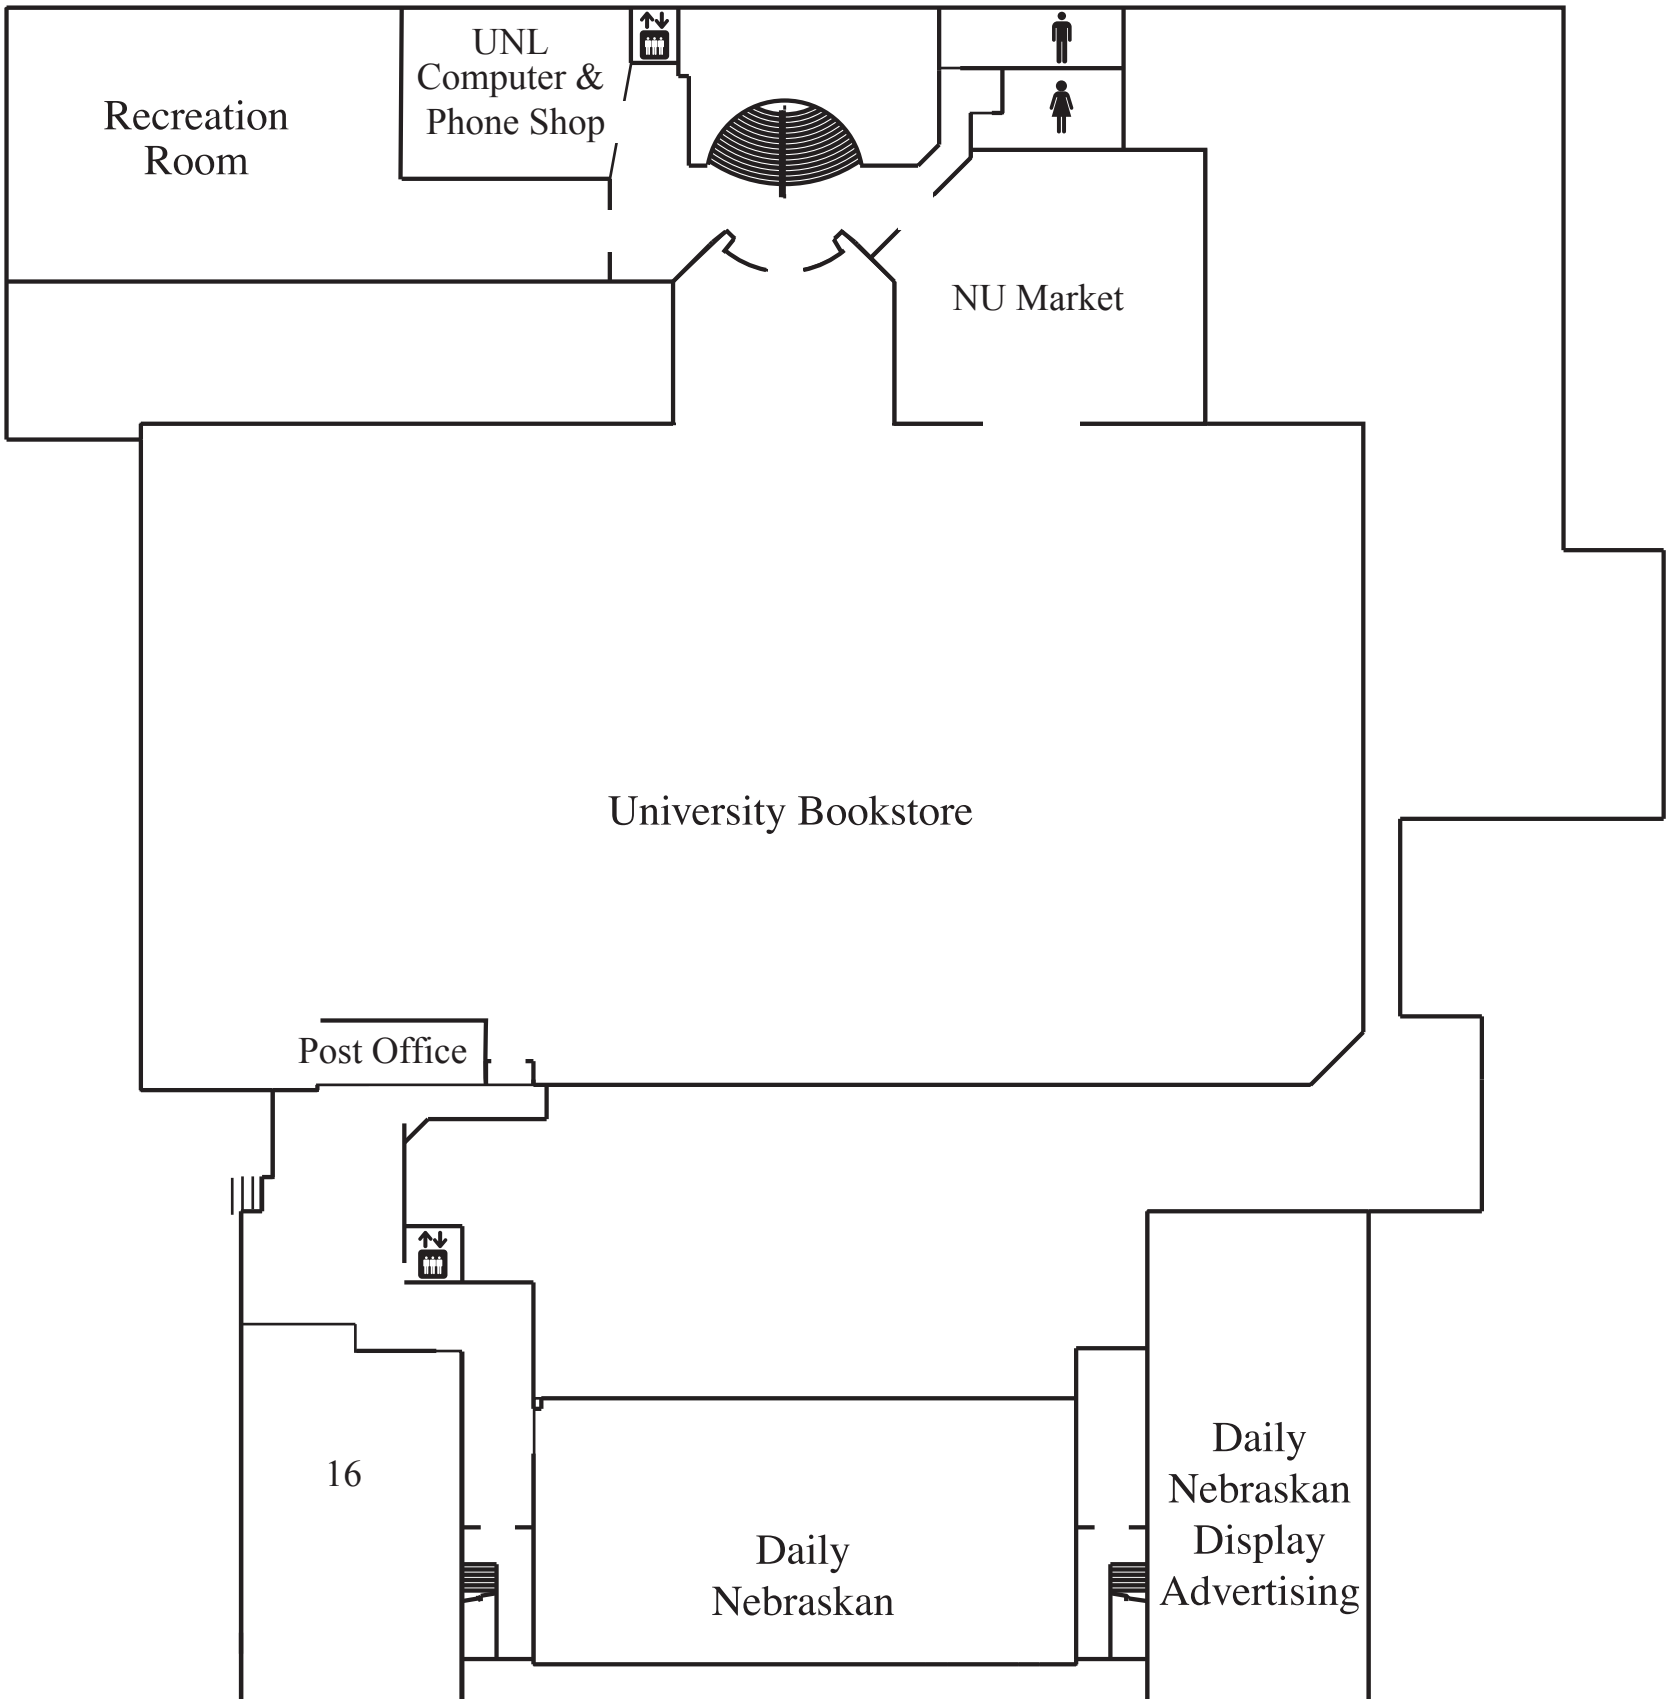 UNL
Computer &
Phone Shop
Recreation
Room
NU Market
University Bookstore
Post Office
16
Daily
Nebraskan
Daily
Nebraskan
Display
Advertising